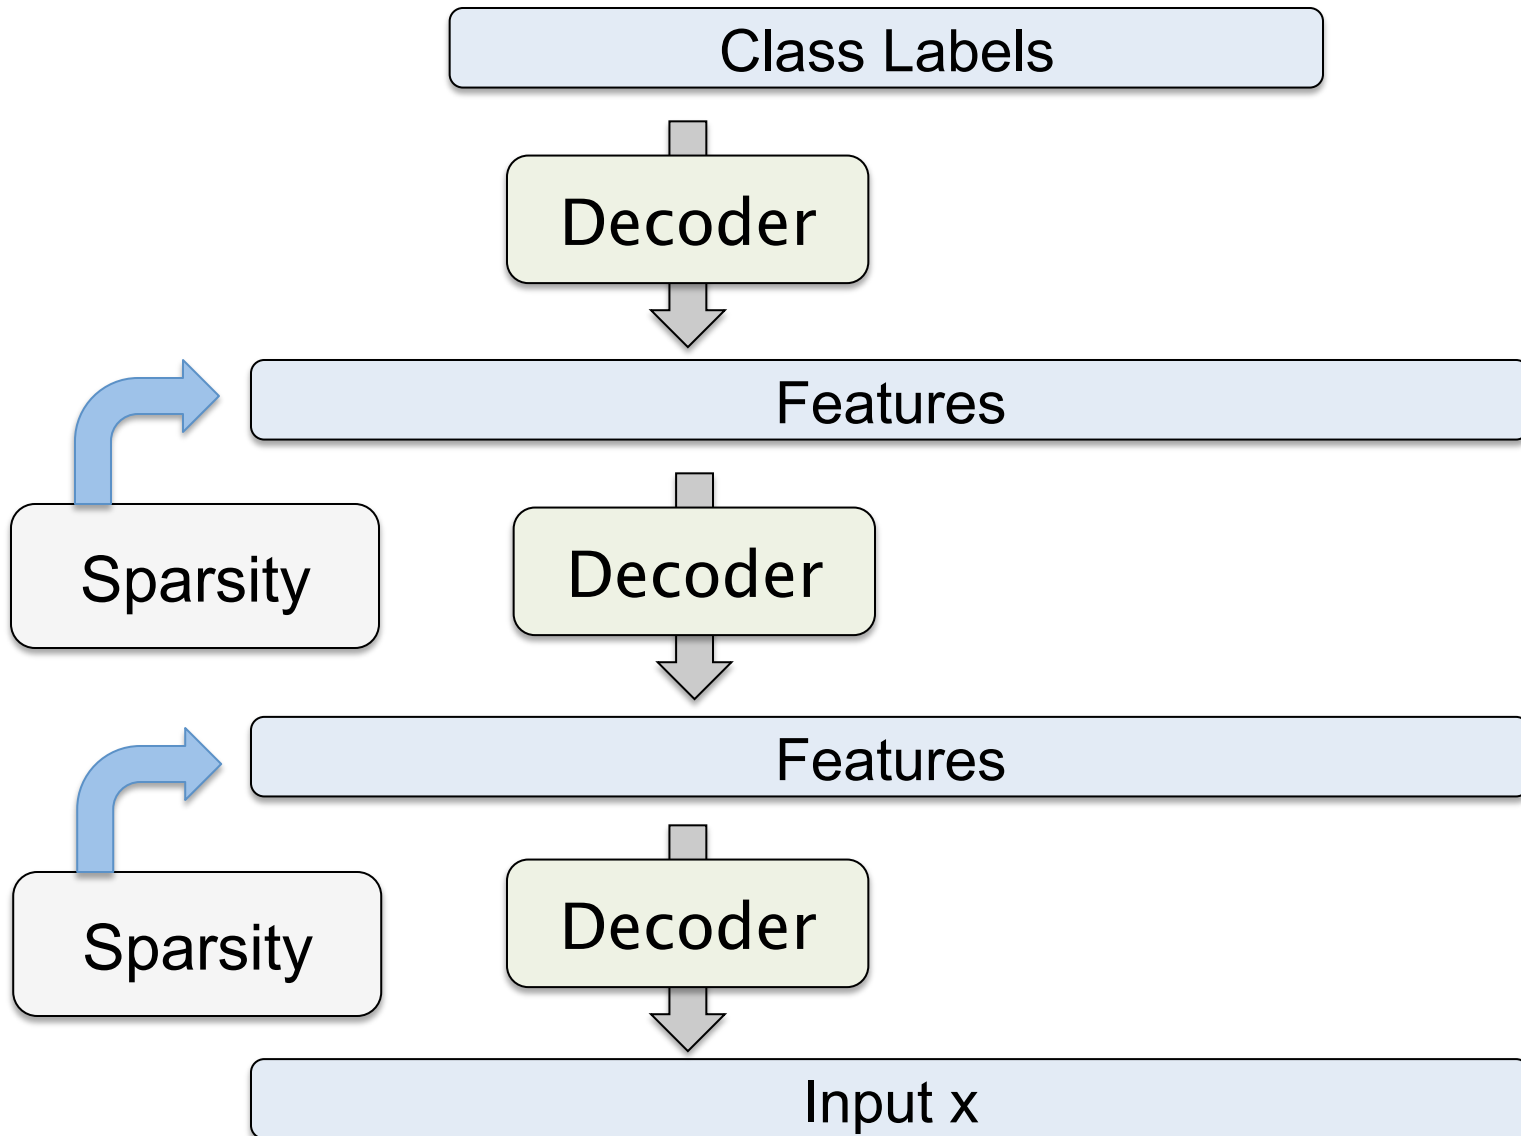 Class Labels
Decoder
Features
Sparsity
Decoder
Features
Sparsity
Decoder
Input x